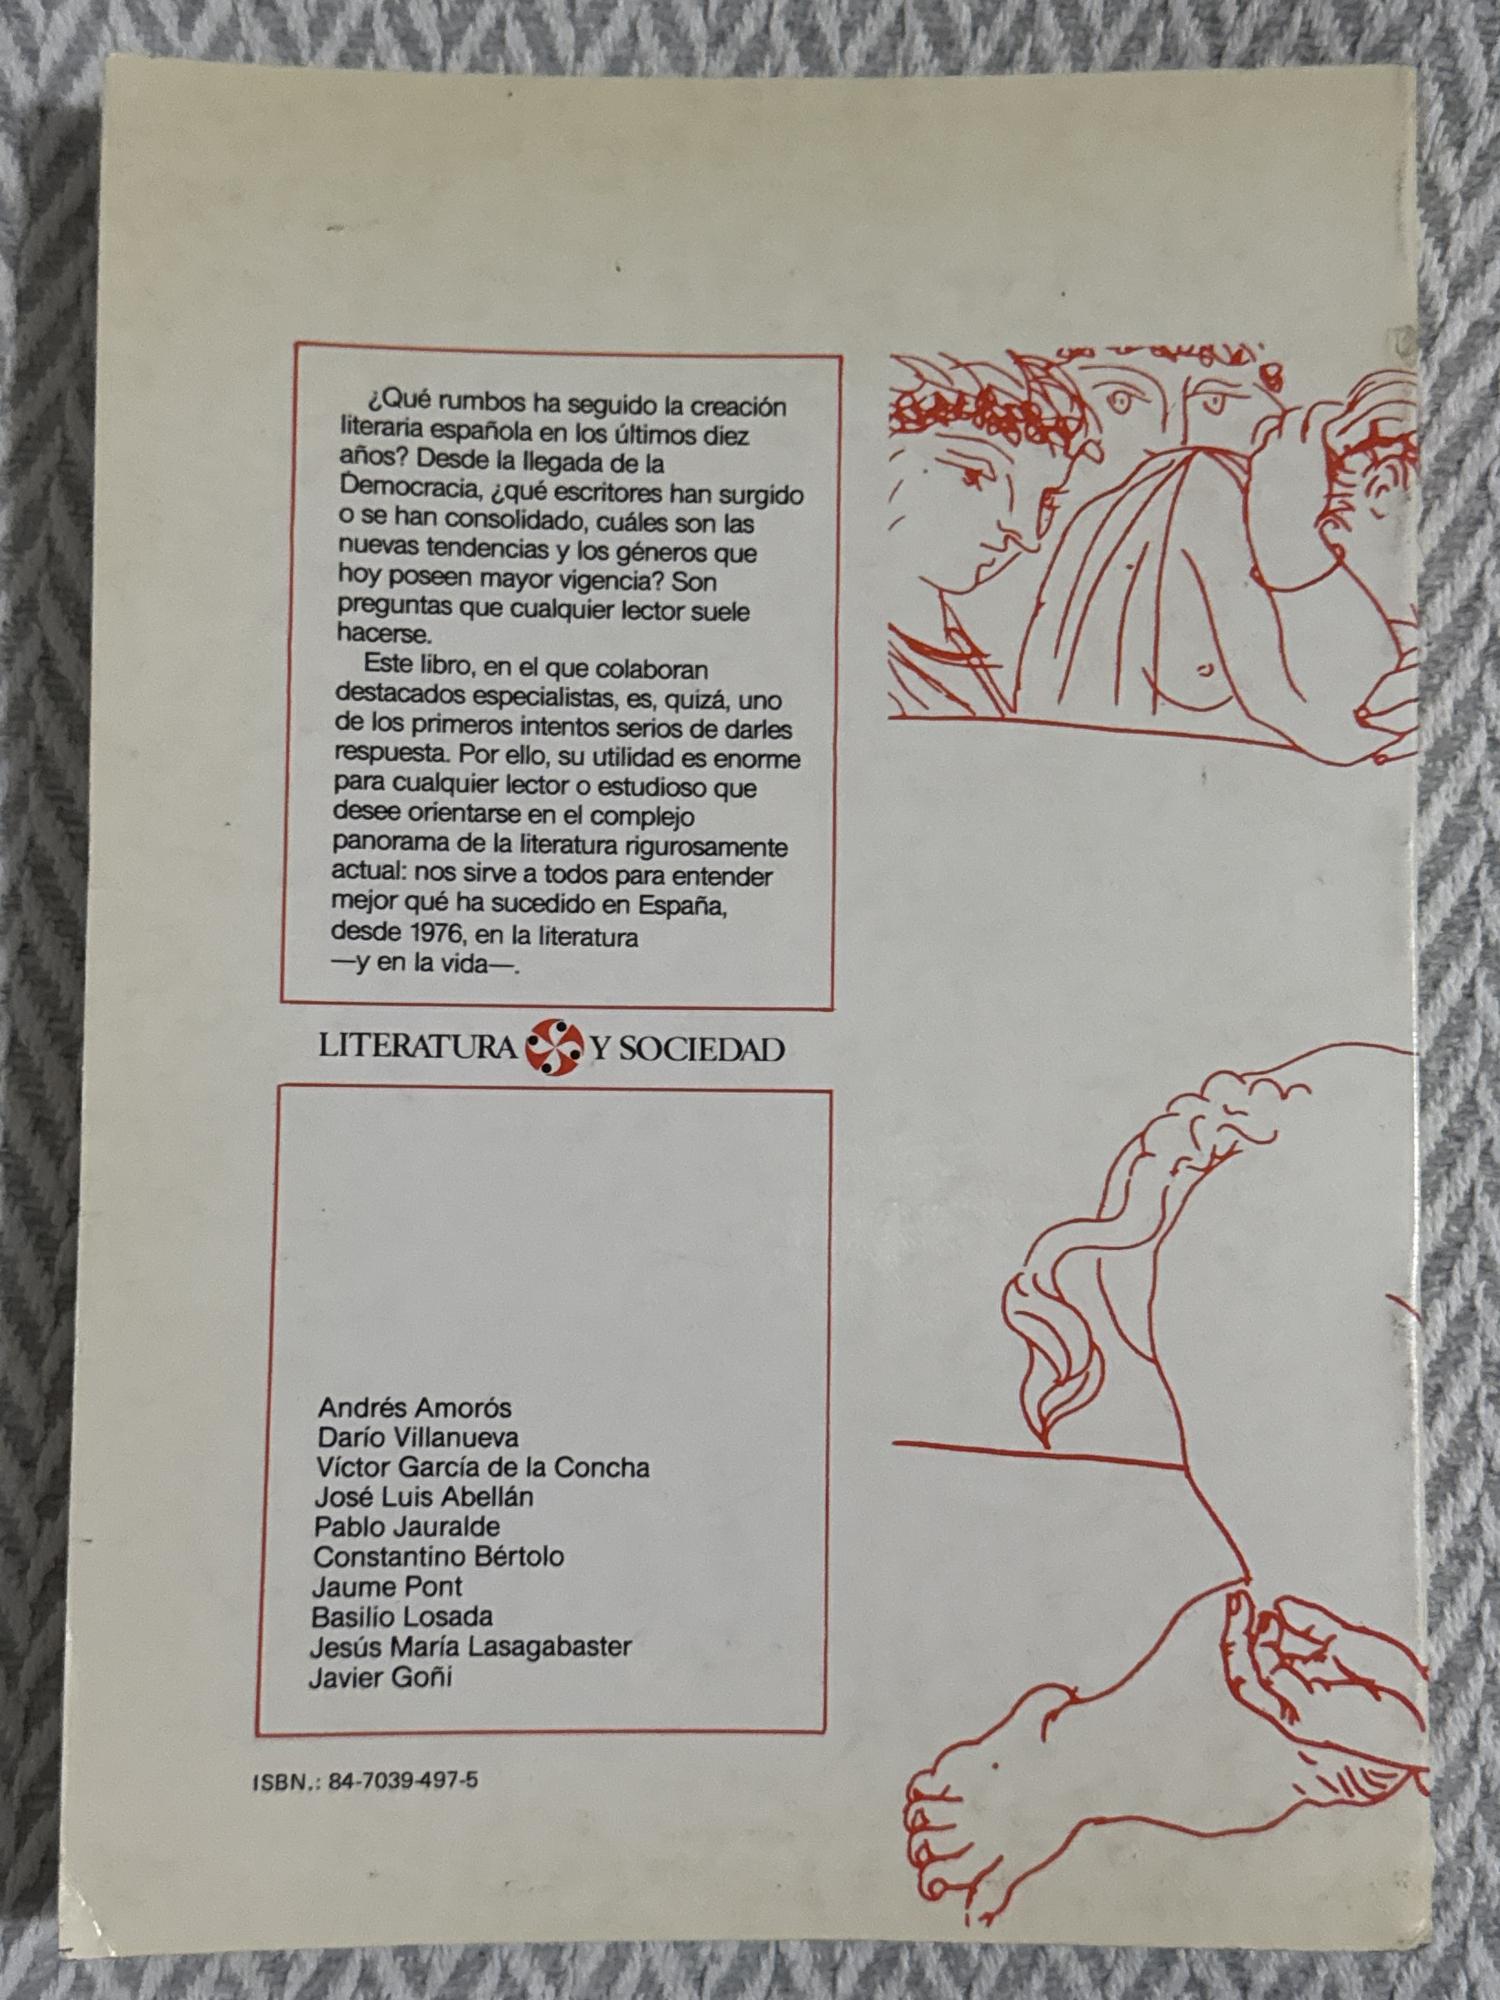 ¿Qué rumbos ha seguido la creación
literaria española en los últimos diez
años? Desde la llegada de la
Democracia, ¿qué escritores han surgido
o se han consolidado, cuáles son las
nuevas tendencias y los géneros que
hoy poseen mayor vigencia? Son
preguntas que cualquier lector suele
hacerse.
Este libro, en el que colaboran
destacados especialistas, es, quizá, uno
de los primeros intentos serios de darles
respuesta. Por ello, su utilidad es enorme
para cualquier lector o estudioso que
desee orientarse en el complejo
panorama de la literatura rigurosamente
actual: nos sirve a todos para entender
mejor qué ha sucedido en España,
desde 1976, en la literatura
—y en la vida—.
LITERATURA Y SOCIEDAD
Andrés Amorós
Darío Villanueva
Víctor García de la Concha
José Luis Abellán
Pablo Jauralde
Constantino Bértolo
Jaume Pont
Basilio Losada
Jesús María Lasagabaster
Javier Goñi
ISBN.: 84-7039-497-5